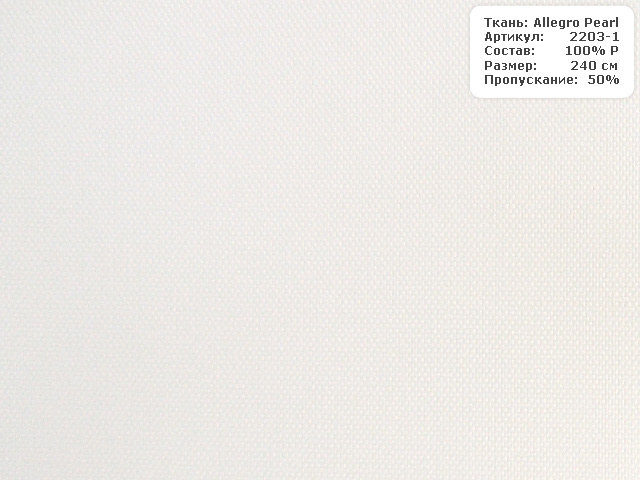 Ткань: Allegro Pearl
Артикул: 2203-1
Состав: 100% P
Размер: 240 см
Пропускание: 50%